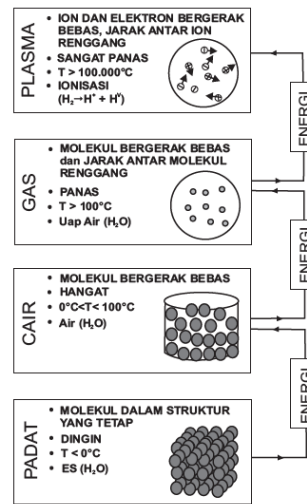 PLASMA
• ION DAN ELEKTRON BERGERAK
BEBAS, JARAK ANTAR ION
RENGGANG
• SANGAT PANAS
• T > 100.000°C
• IONISASI
ENERGI
GAS
• MOLEKUL BERGERAK BEBAS
dan JARAK ANTAR MOLEKUL
RENGGANG
• PANAS
• T > 100°C
• Uap Air (H₂O)
ENERGI
CAIR
• MOLEKUL BERGERAK BEBAS
• HANGAT
• 0°C<T< 100°C
• Air (H₂O)
ENERGI
PADAT
• MOLEKUL DALAM STRUKTUR
YANG TETAP
• DINGIN
• T < 0°C
• ES (H₂O)